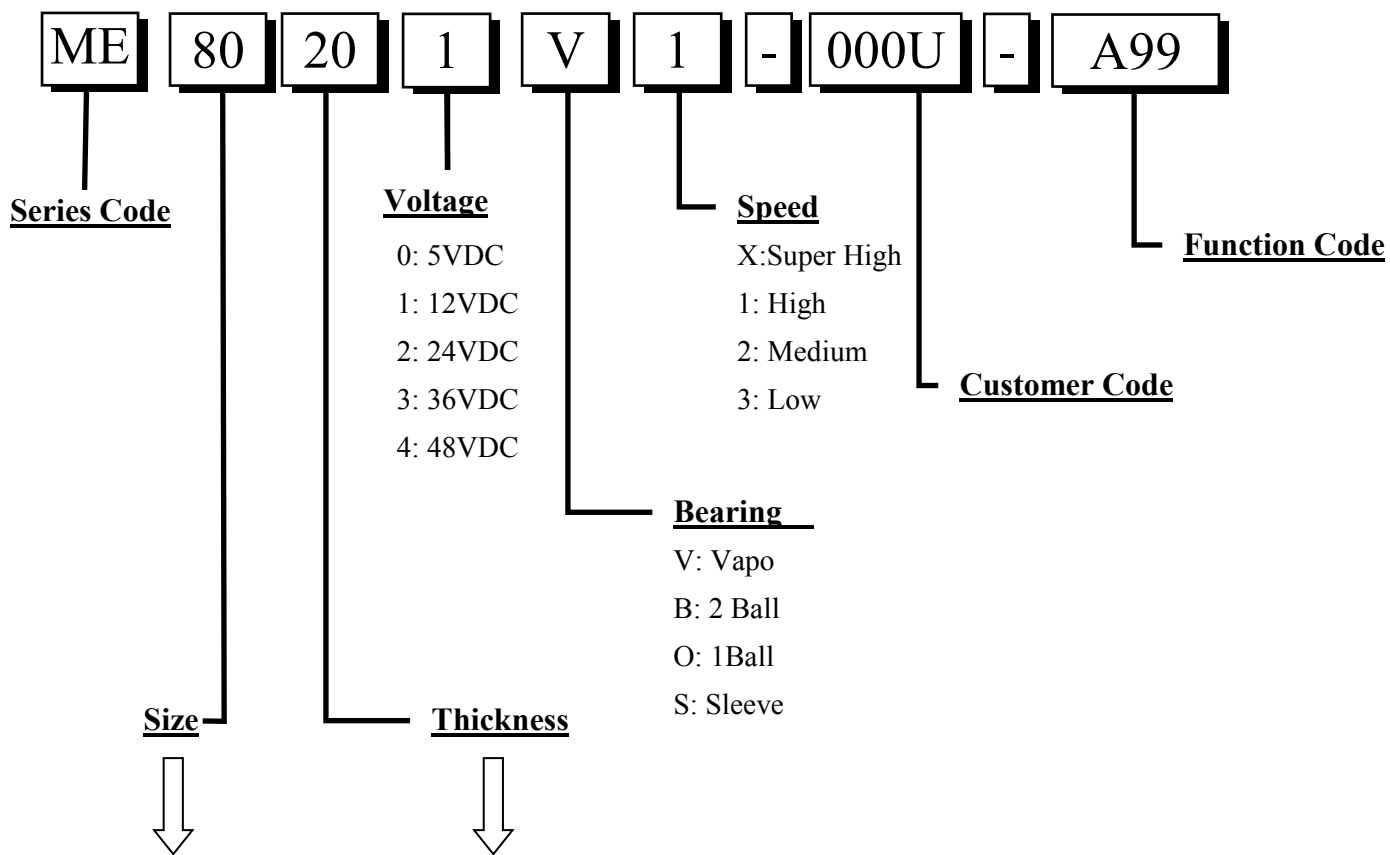 ME 80 20 1 V 1 - 000U - A99
Series Code
Voltage
0: 5VDC
1: 12VDC
2: 24VDC
3: 36VDC
4: 48VDC
Speed
X:Super High
1: High
2: Medium
3: Low
Function Code
Customer Code
Bearing
V: Vapo
B: 2 Ball
O: 1Ball
S: Sleeve
Size
Thickness